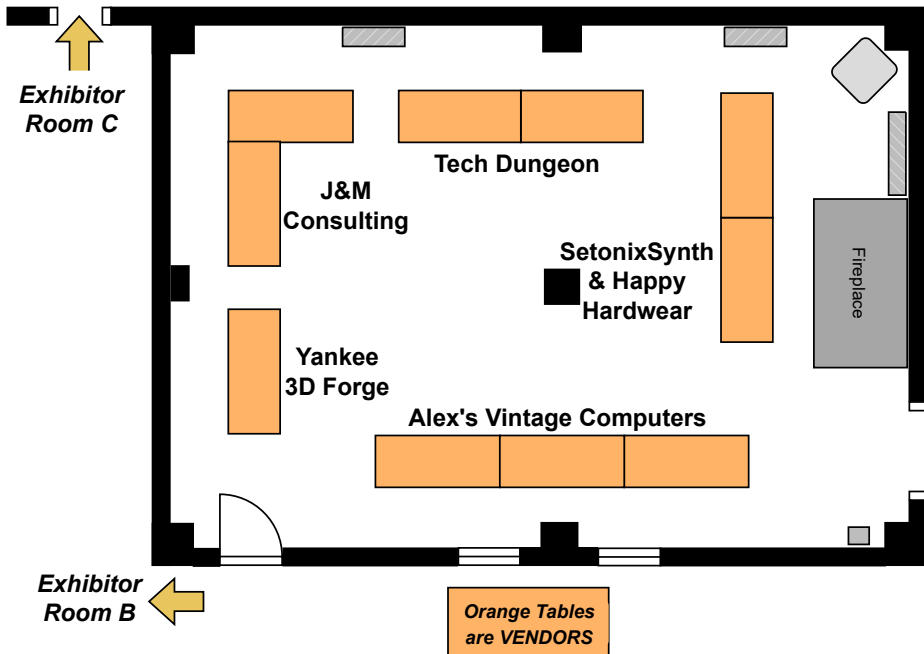 Exhibitor
Room C
Tech Dungeon
J&M
Consulting
SetonixSynth
& Happy
Hardwear
Fireplace
Yankee
3D Forge
Alex's Vintage Computers
Exhibitor
Room B
Orange Tables
are VENDORS